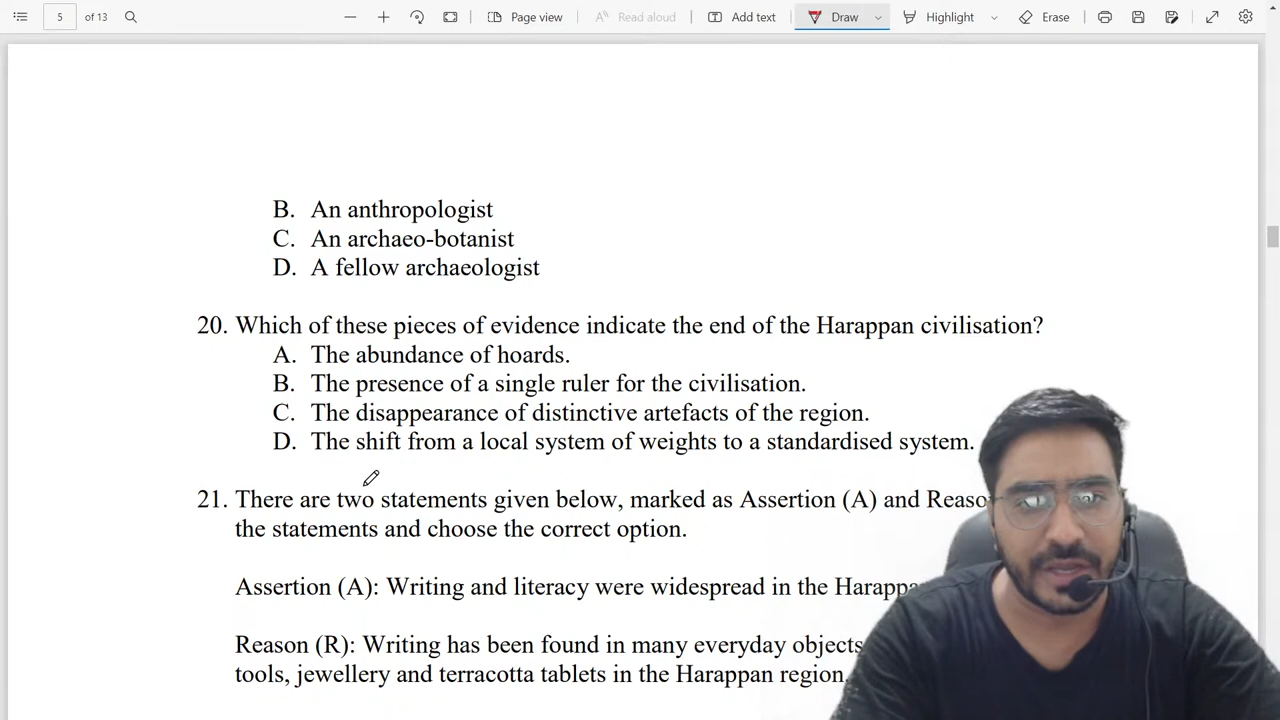 5 of 13 Page view Read aloud Add text Draw Highlight Erase
B. An anthropologist
C. An archaeo-botanist
D. A fellow archaeologist
20. Which of these pieces of evidence indicate the end of the Harappan civilisation?
A. The abundance of hoards.
B. The presence of a single ruler for the civilisation.
C. The disappearance of distinctive artefacts of the region.
D. The shift from a local system of weights to a standardised system.
21. There are two statements given below, marked as Assertion (A) and
the statements and choose the correct option.
Assertion (A): Writing and literacy were widespread in the
Reason (R): Writing has been found in many everyday objects
tools, jewellery and terracotta tablets in the Harappan region.